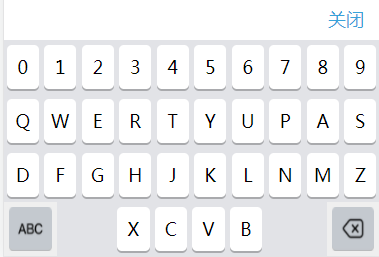 关闭
0 1 2 3 4 5 6 7 8 9
Q W E R T Y U P A S
D F G H J K L N M Z
ABC X C V B